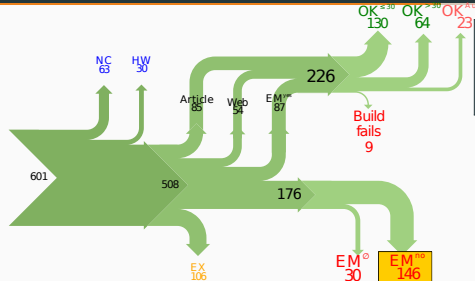 OK≤30 OK>30
130 64 23
NC HW
63 30
226
Article Web EMyes
85 54 87
Build
fails
9
601 508 176
EX
106
EM∅ EMno
30 146